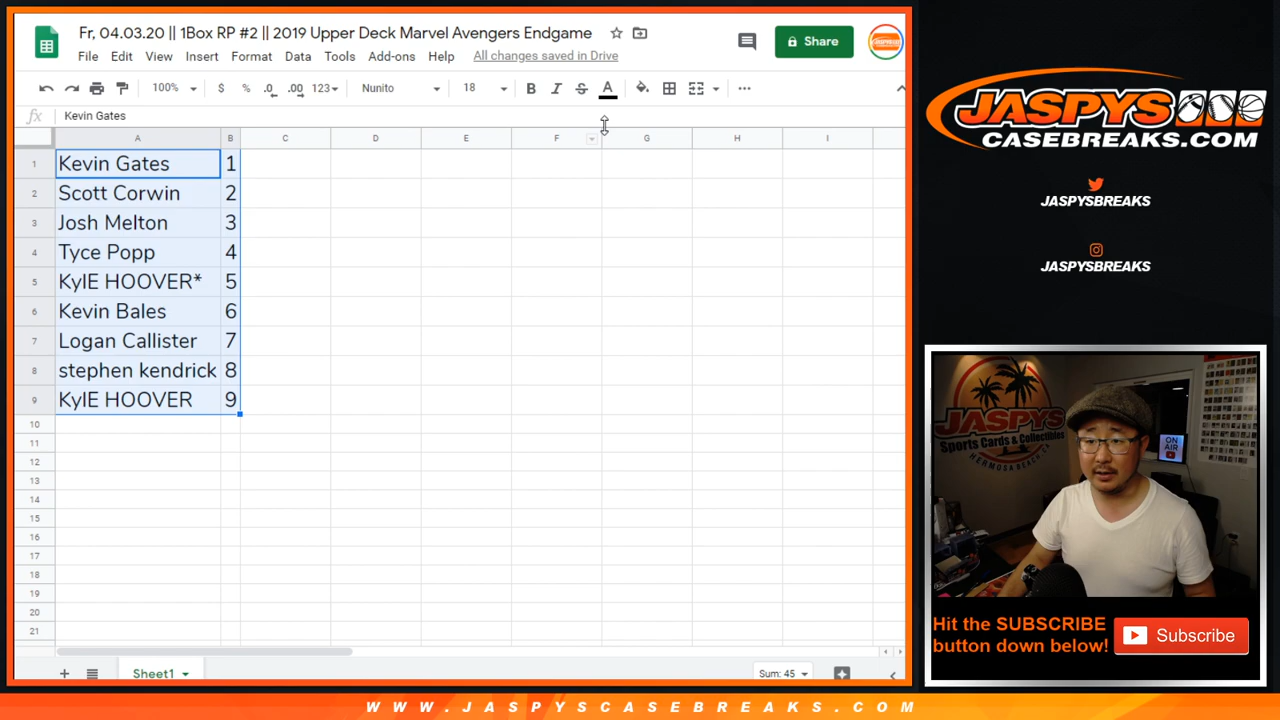 Fr, 04.03.20 || 1Box RP #2 || 2019 Upper Deck Marvel Avengers Endgame
File Edit View Insert Format Data Tools Add-ons Help All changes saved in Drive
Share
100% $ % .0 .00 123 Nunito 18 B I S A
fx Kevin Gates
A B C D E F G H I
1 Kevin Gates 1
2 Scott Corwin 2
3 Josh Melton 3
4 Tyce Popp 4
5 KylE HOOVER* 5
6 Kevin Bales 6
7 Logan Callister 7
8 stephen kendrick 8
9 KylE HOOVER 9
10
11
12
13
14
15
16
17
18
19
20
21
Sheet1
Sum: 45
JASPYS
CASEBREAKS.COM
JASPYSBREAKS
JASPYSBREAKS
JASPYS
Sports Cards & Collectibles
HERMOSA BEACH, CA
ON AIR
Hit the SUBSCRIBE
button down below!
Subscribe
WWW.JASPYSCASEBREAKS.COM